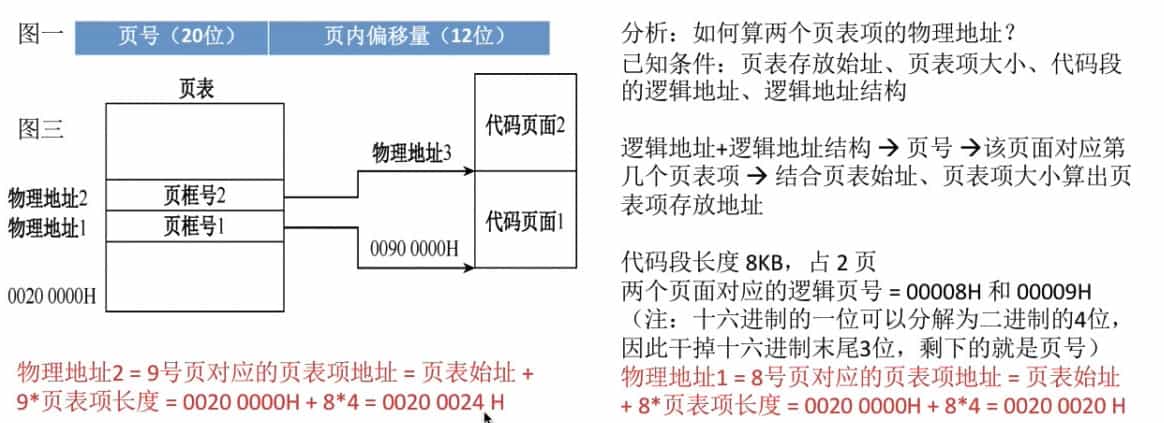 图一
页号（20位）
页内偏移量（12位）
页表
图三
代码页面2
物理地址3
物理地址2
页框号2
物理地址1
页框号1
代码页面1
0090 0000H
0020 0000H
物理地址2 = 9号页对应的页表项地址 = 页表始址 +
9*页表项长度 = 0020 0000H + 8*4 = 0020 0024 H
分析：如何算两个页表项的物理地址？
已知条件：页表存放始址、页表项大小、代码段
的逻辑地址、逻辑地址结构
逻辑地址+逻辑地址结构 → 页号 →该页面对应第
几个页表项 → 结合页表始址、页表项大小算出页
表项存放地址
代码段长度 8KB，占 2 页
两个页面对应的逻辑页号 = 00008H 和 00009H
（注：十六进制的一位可以分解为二进制的4位，
因此干掉十六进制末尾3位，剩下的就是页号）
物理地址1 = 8号页对应的页表项地址 = 页表始址
+ 8*页表项长度 = 0020 0000H + 8*4 = 0020 0020 H